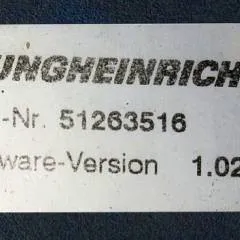 UNGHEINRICH
-Nr. 51263516
ware-Version 1.02